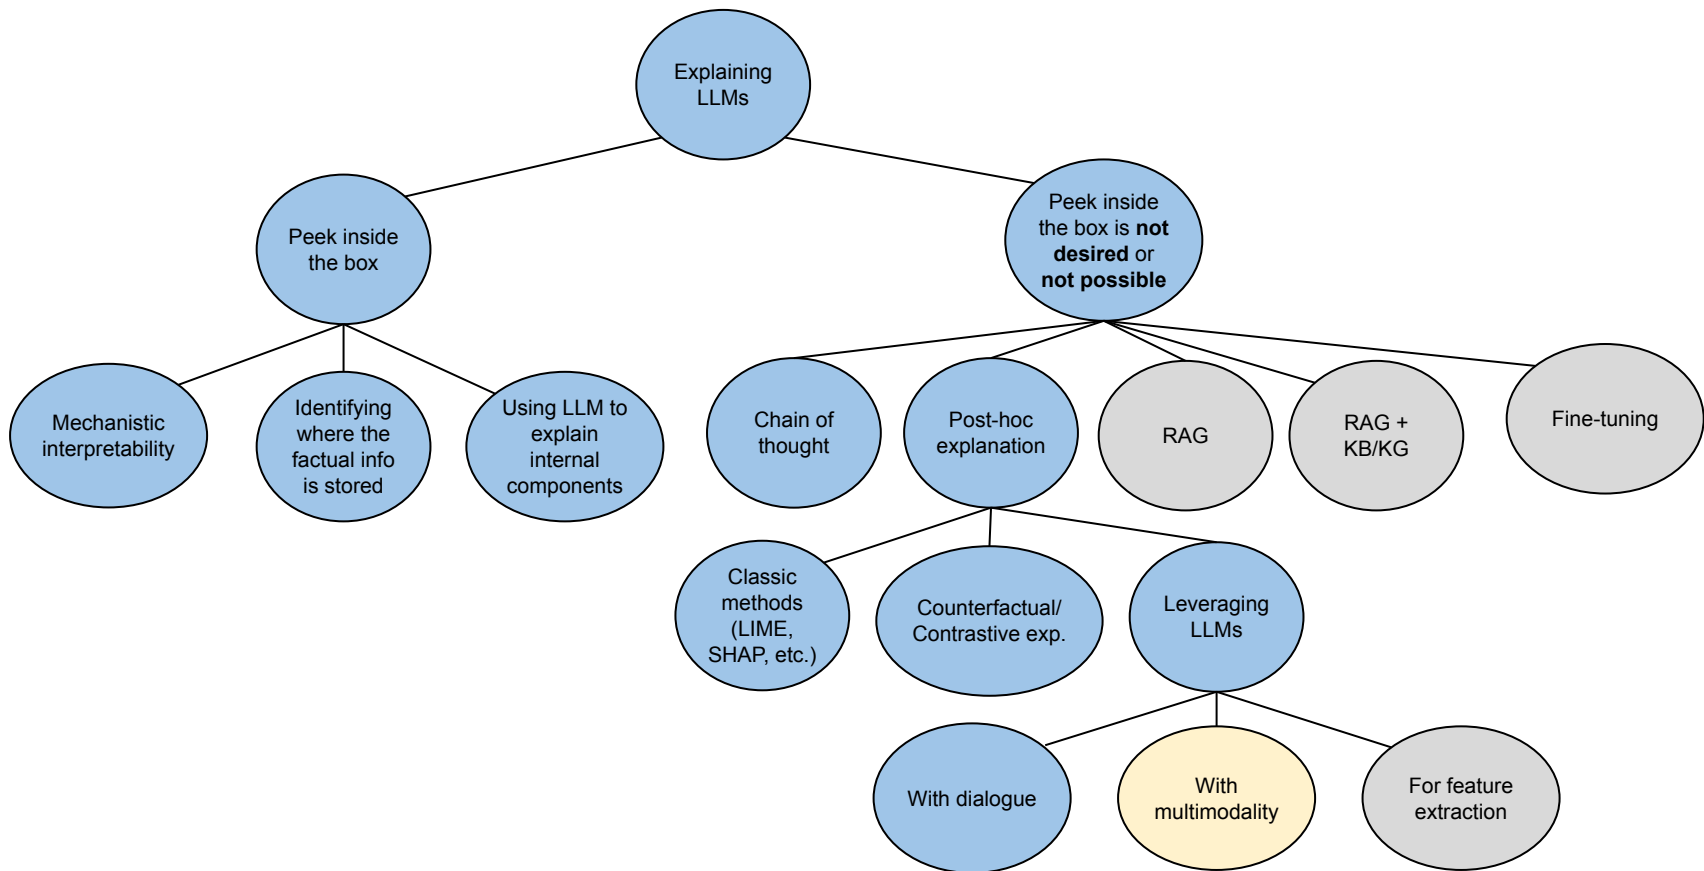 Explaining
LLMs
Peek inside
the box
Peek inside
the box is not
desired or
not possible
Mechanistic
interpretability
Identifying
where the
factual info
is stored
Using LLM to
explain
internal
components
Chain of
thought
Post-hoc
explanation
RAG
RAG +
KB/KG
Fine-tuning
Classic
methods
(LIME,
SHAP, etc.)
Counterfactual/
Contrastive exp.
Leveraging
LLMs
With dialogue
With
multimodality
For feature
extraction